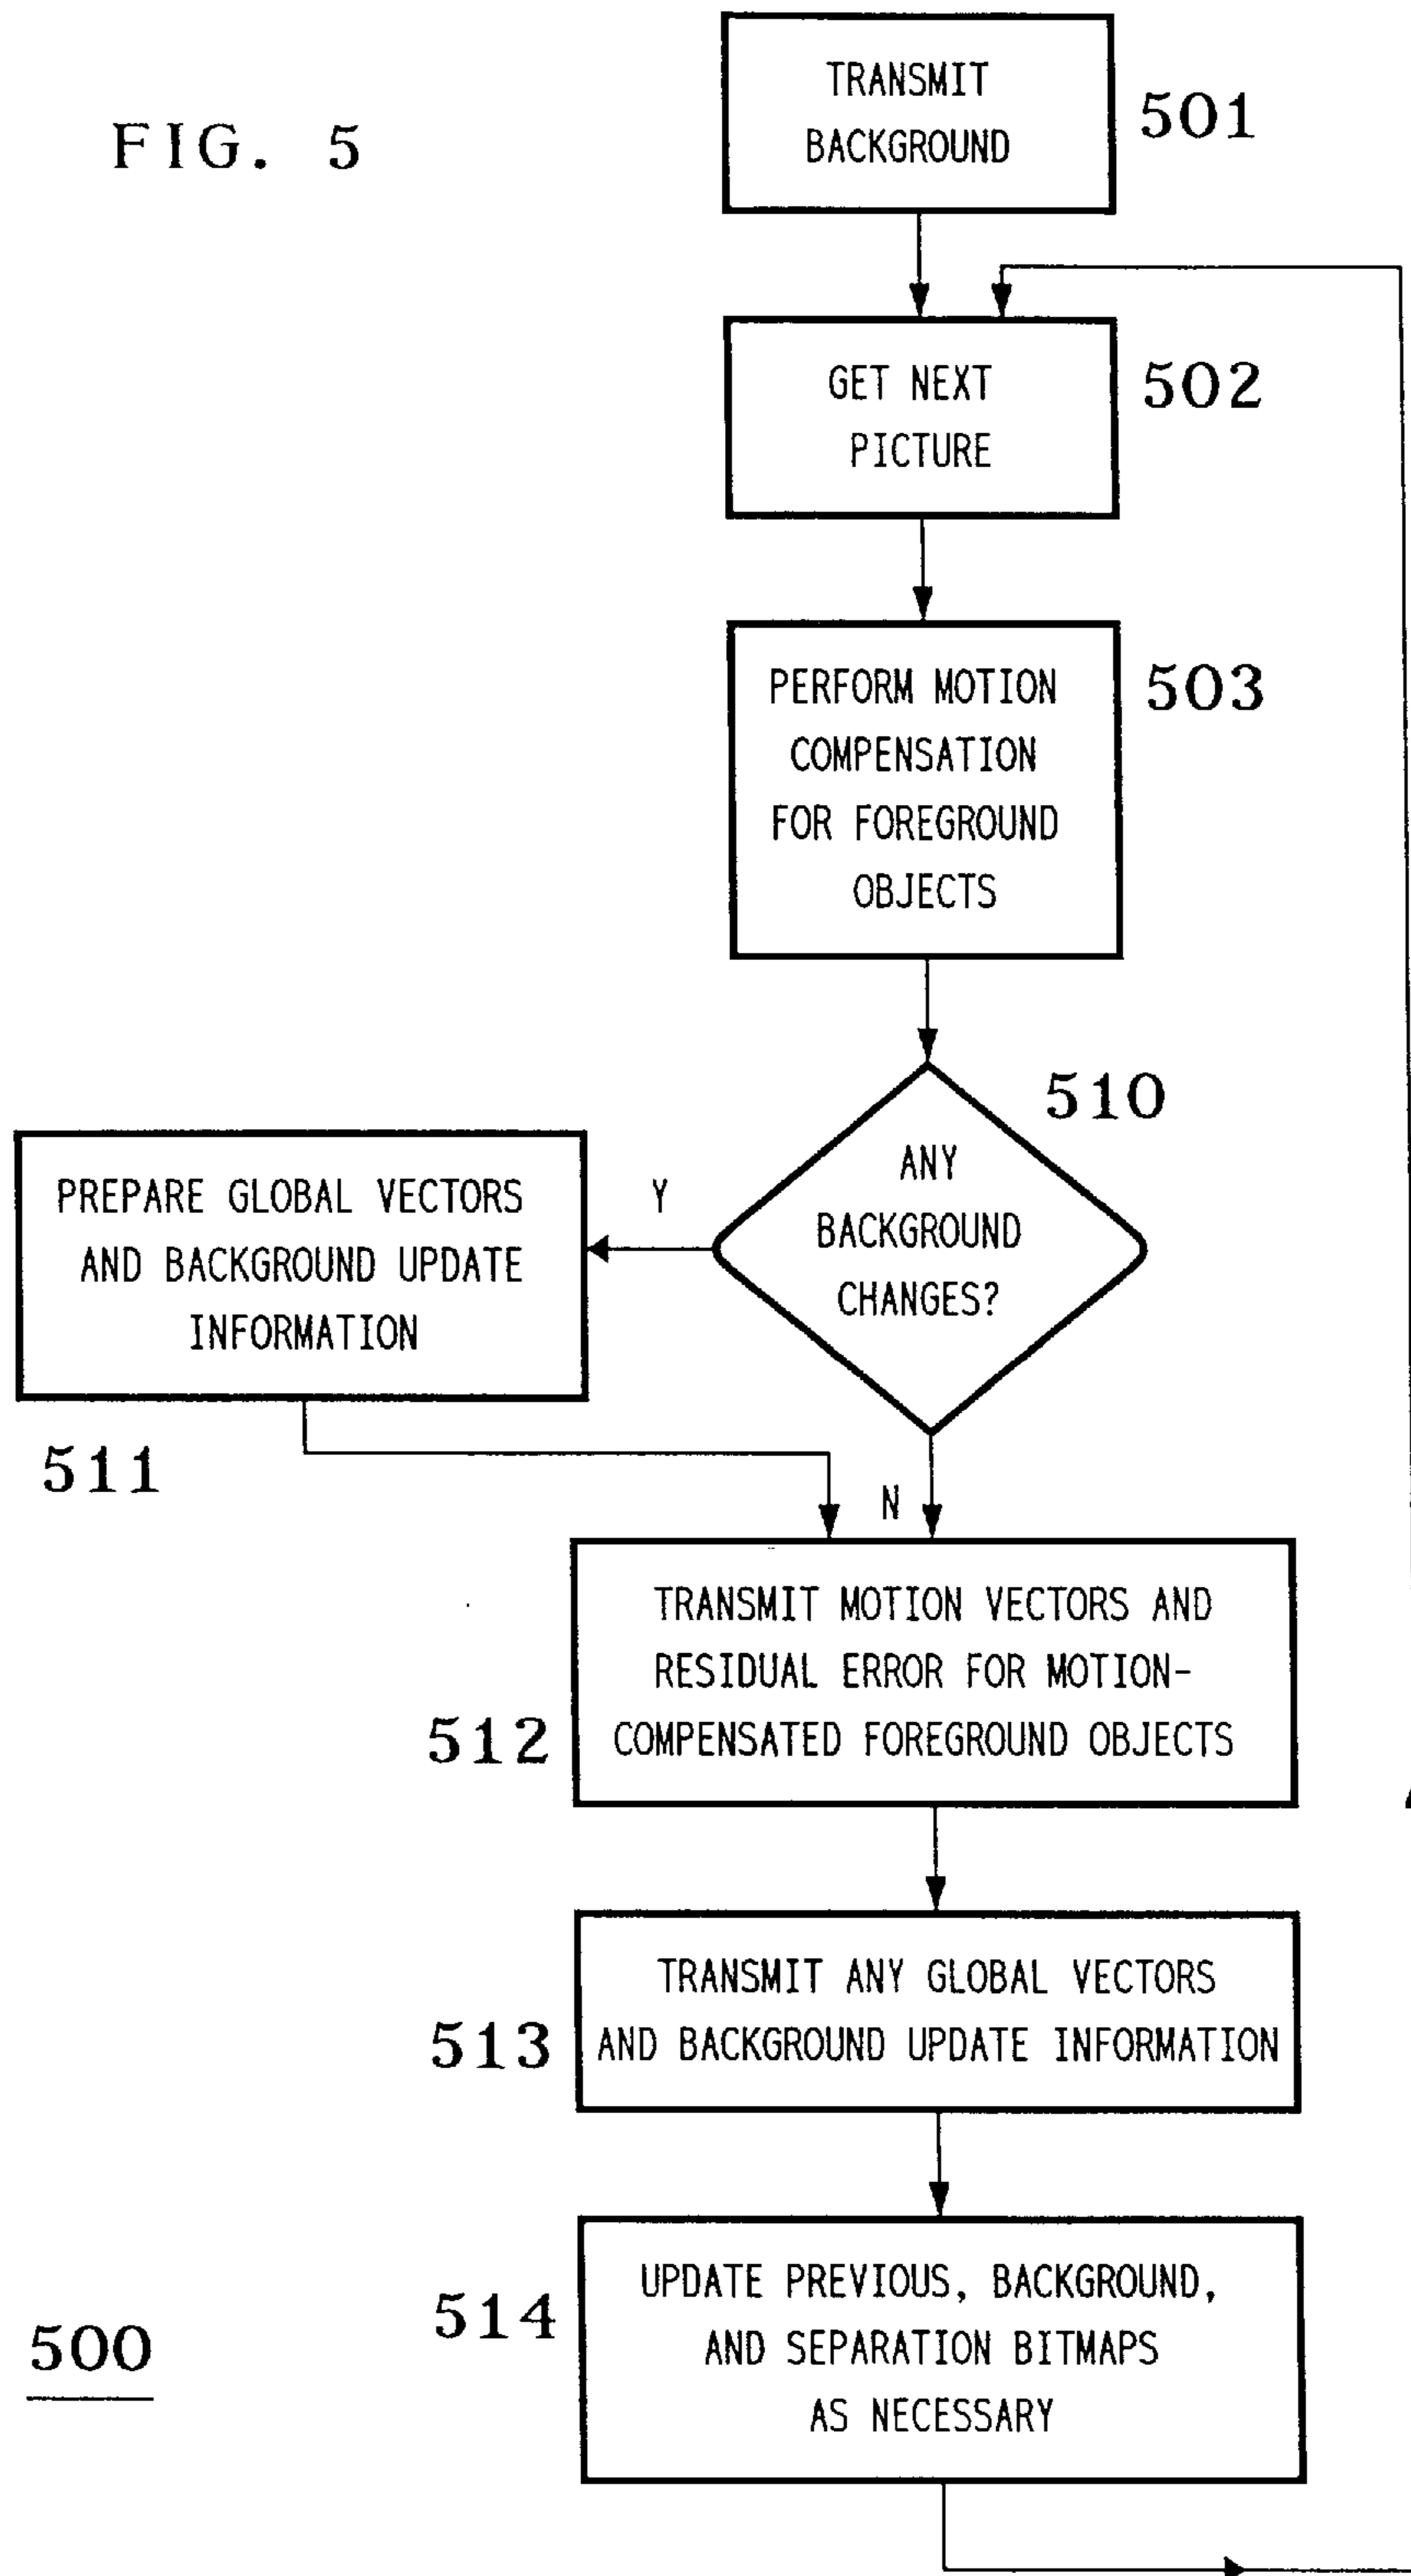 FIG. 5
TRANSMIT
BACKGROUND
501
GET NEXT
PICTURE
502
PERFORM MOTION
COMPENSATION
FOR FOREGROUND
OBJECTS
503
510
ANY
BACKGROUND
CHANGES?
Y
PREPARE GLOBAL VECTORS
AND BACKGROUND UPDATE
INFORMATION
511
N
TRANSMIT MOTION VECTORS AND
RESIDUAL ERROR FOR MOTION-
COMPENSATED FOREGROUND OBJECTS
512
TRANSMIT ANY GLOBAL VECTORS
AND BACKGROUND UPDATE INFORMATION
513
UPDATE PREVIOUS, BACKGROUND,
AND SEPARATION BITMAPS
AS NECESSARY
514
500